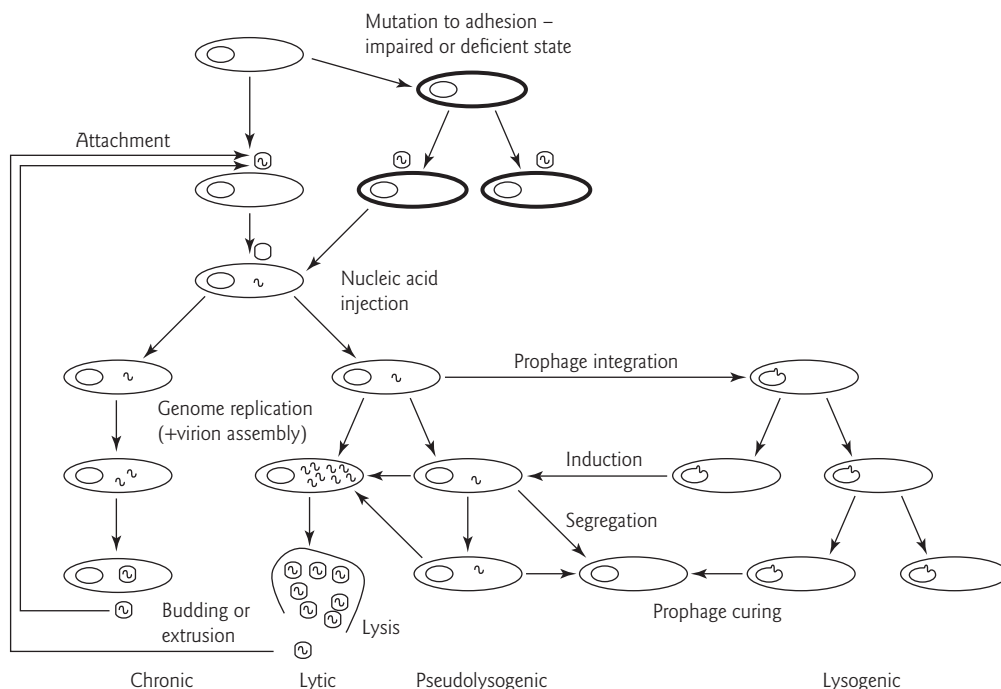 Mutation to adhesion –
impaired or deficient state
Attachment
Nucleic acid
injection
Prophage integration
Genome replication
(+virion assembly)
Induction
Segregation
Prophage curing
Budding or
extrusion
Lysis
Chronic
Lytic
Pseudolysogenic
Lysogenic